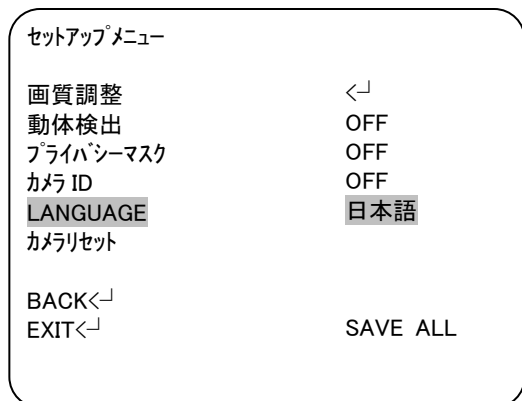 セットアップメニュー
画質調整 <┘
動体検出 OFF
プライバシーマスク OFF
カメラ ID OFF
LANGUAGE 日本語
カメラリセット
BACK<┘
EXIT<┘ SAVE ALL